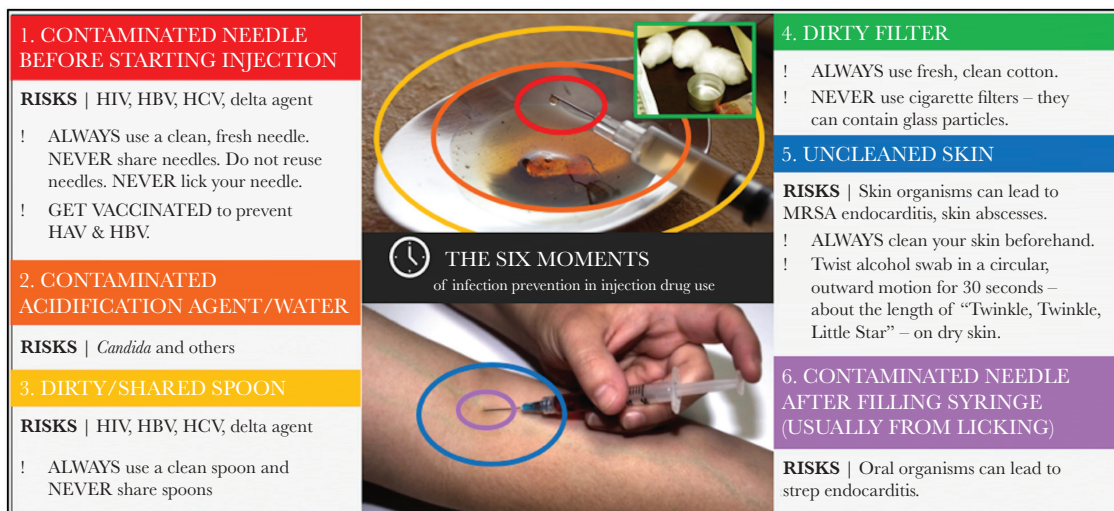 1. CONTAMINATED NEEDLE
BEFORE STARTING INJECTION
RISKS | HIV, HBV, HCV, delta agent
! ALWAYS use a clean, fresh needle.
NEVER share needles. Do not reuse
needles. NEVER lick your needle.
! GET VACCINATED to prevent
HAV & HBV.
2. CONTAMINATED
ACIDIFICATION AGENT/WATER
RISKS | Candida and others
3. DIRTY/SHARED SPOON
RISKS | HIV, HBV, HCV, delta agent
! ALWAYS use a clean spoon and
NEVER share spoons
THE SIX MOMENTS
of infection prevention in injection drug use
4. DIRTY FILTER
! ALWAYS use fresh, clean cotton.
! NEVER use cigarette filters – they
can contain glass particles.
5. UNCLEANED SKIN
RISKS | Skin organisms can lead to
MRSA endocarditis, skin abscesses.
! ALWAYS clean your skin beforehand.
! Twist alcohol swab in a circular,
outward motion for 30 seconds –
about the length of “Twinkle, Twinkle,
Little Star” – on dry skin.
6. CONTAMINATED NEEDLE
AFTER FILLING SYRINGE
(USUALLY FROM LICKING)
RISKS | Oral organisms can lead to
strep endocarditis.